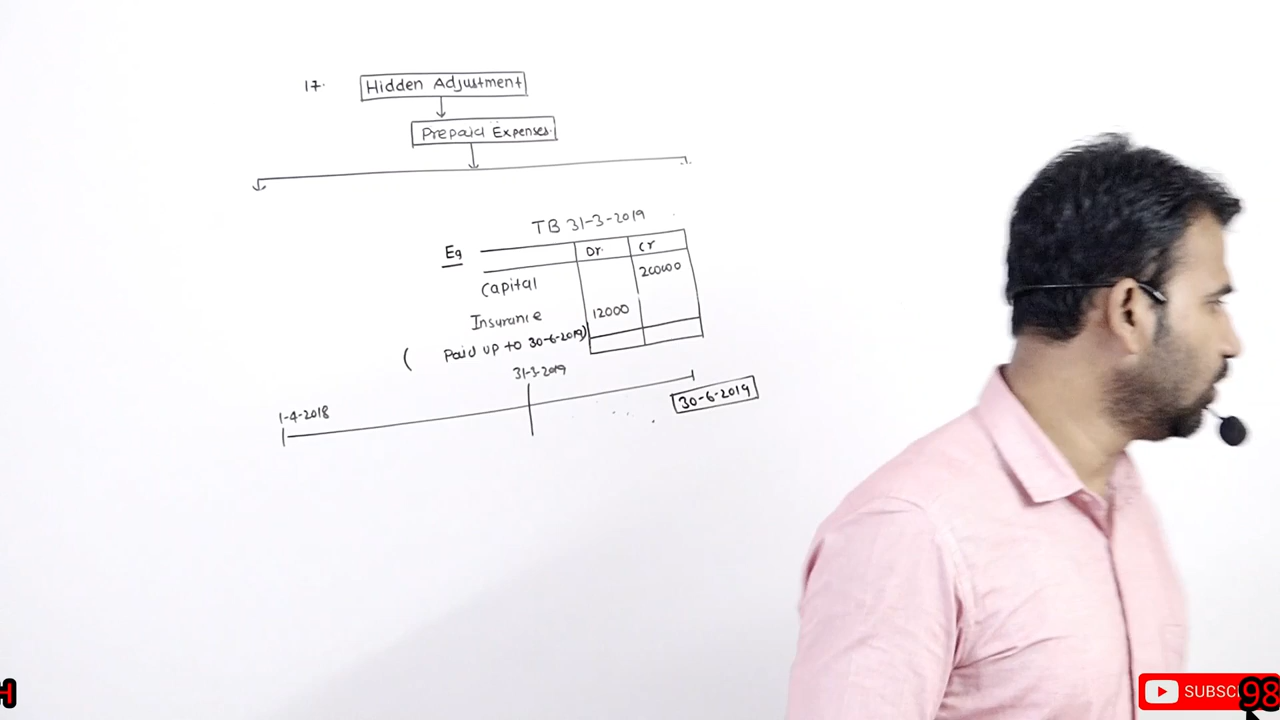 17. Hidden Adjustment
Prepaid Expenses.
TB 31-3-2019
Eg Dr. Cr
Capital 200000
Insurance 12000
( Paid up to 30-6-2019)
31-3-2019
30-6-2019
1-4-2018
H
SUBSC
98